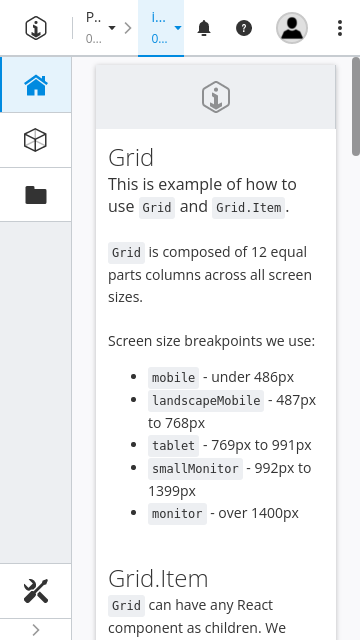 P..
0...
i...
0...
Grid
This is example of how to
use Grid and Grid.Item.
Grid is composed of 12 equal
parts columns across all screen
sizes.
Screen size breakpoints we use:
mobile - under 486px
landscapeMobile - 487px
to 768px
tablet - 769px to 991px
smallMonitor - 992px to
1399px
monitor - over 1400px
Grid.Item
Grid can have any React
component as children. We